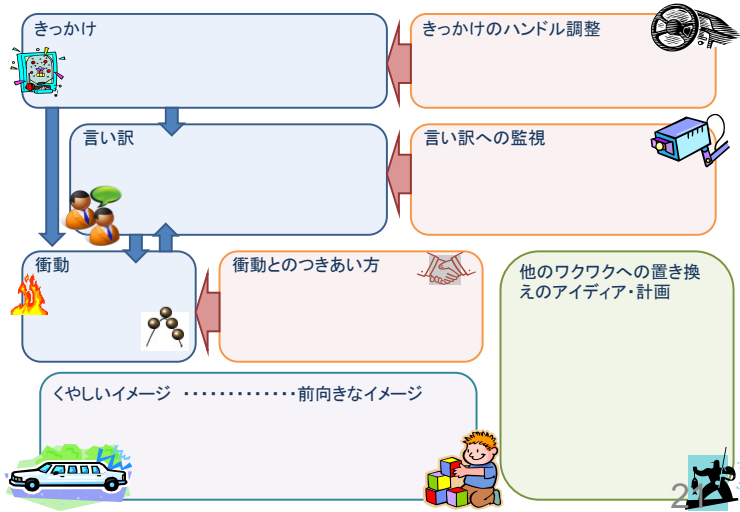 きっかけ
きっかけのハンドル調整
言い訳
言い訳への監視
衝動
衝動とのつきあい方
他のワクワクへの置き換
えのアイディア・計画
くやしいイメージ ・・・・・・・・・・・・・前向きなイメージ
21